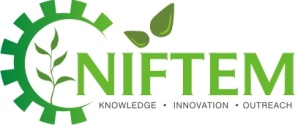 NIFTEM
KNOWLEDGE • INNOVATION • OUTREACH